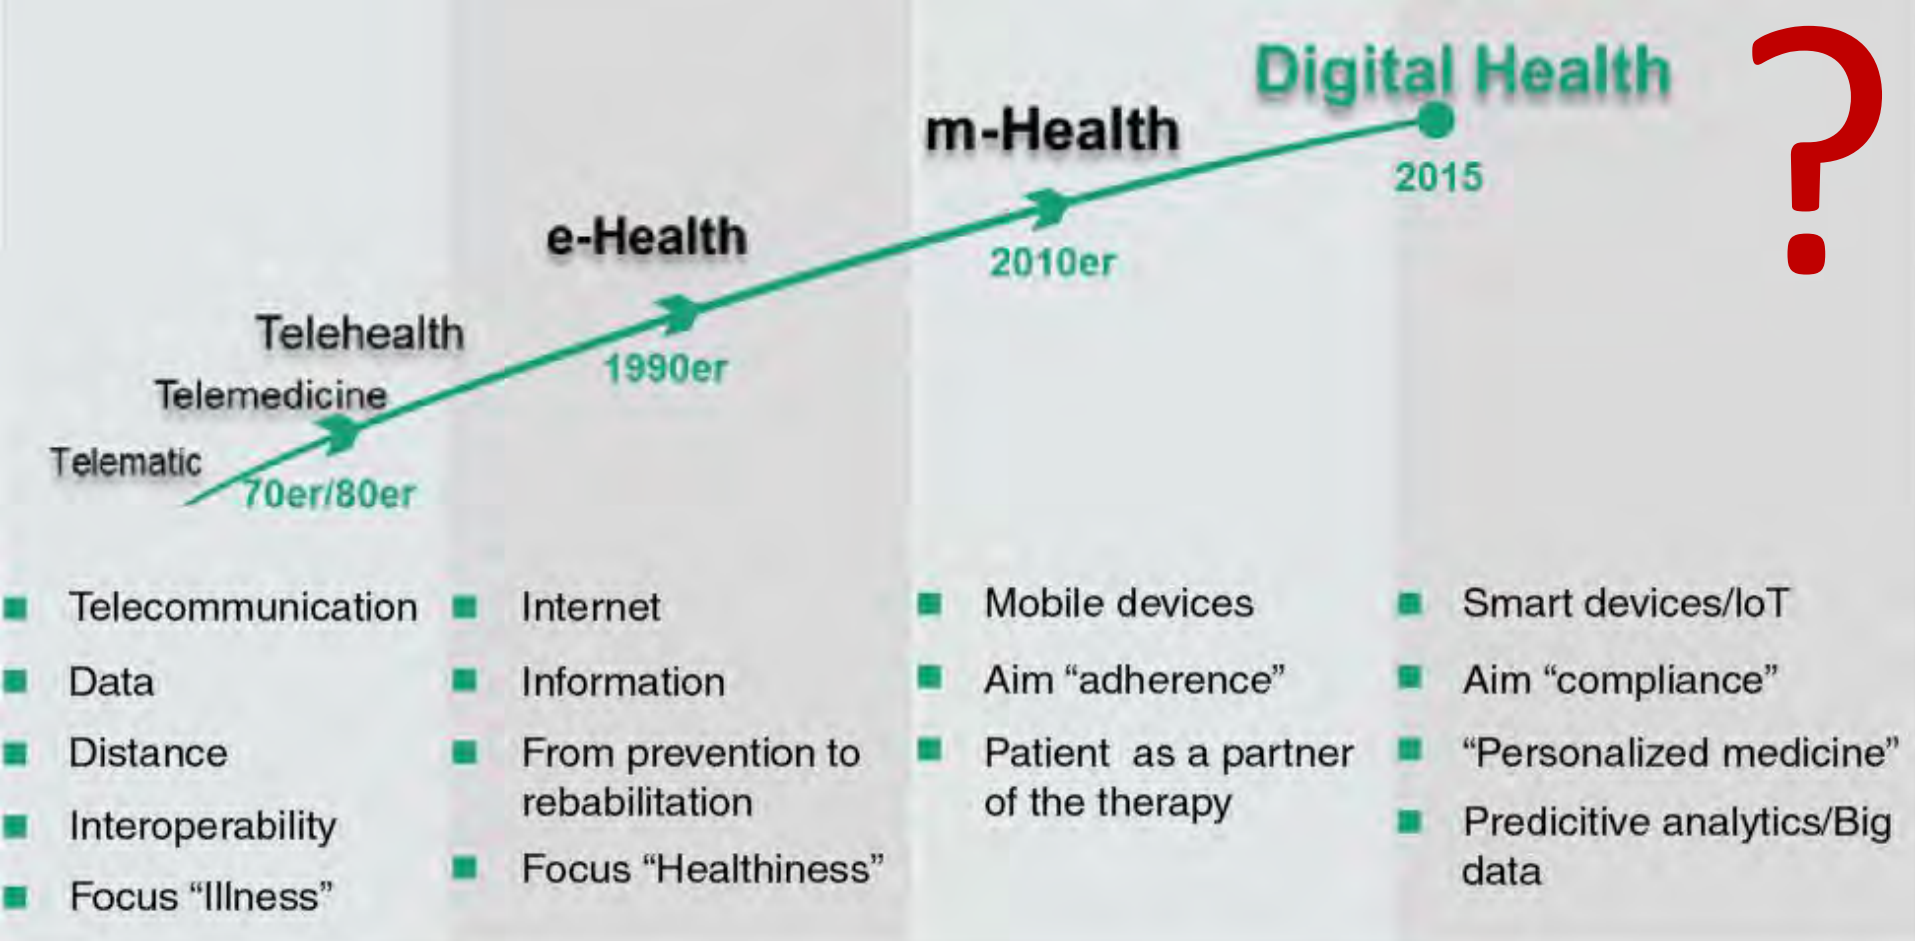 Digital Health
?
m-Health
2015
e-Health
2010er
Telehealth
1990er
Telemedicine
Telematic
70er/80er
Telecommunication
Data
Distance
Interoperability
Focus “Illness”
Internet
Information
From prevention to
rebabilitation
Focus “Healthiness”
Mobile devices
Aim “adherence”
Patient as a partner
of the therapy
Smart devices/IoT
Aim “compliance”
“Personalized medicine”
Predicitive analytics/Big
data